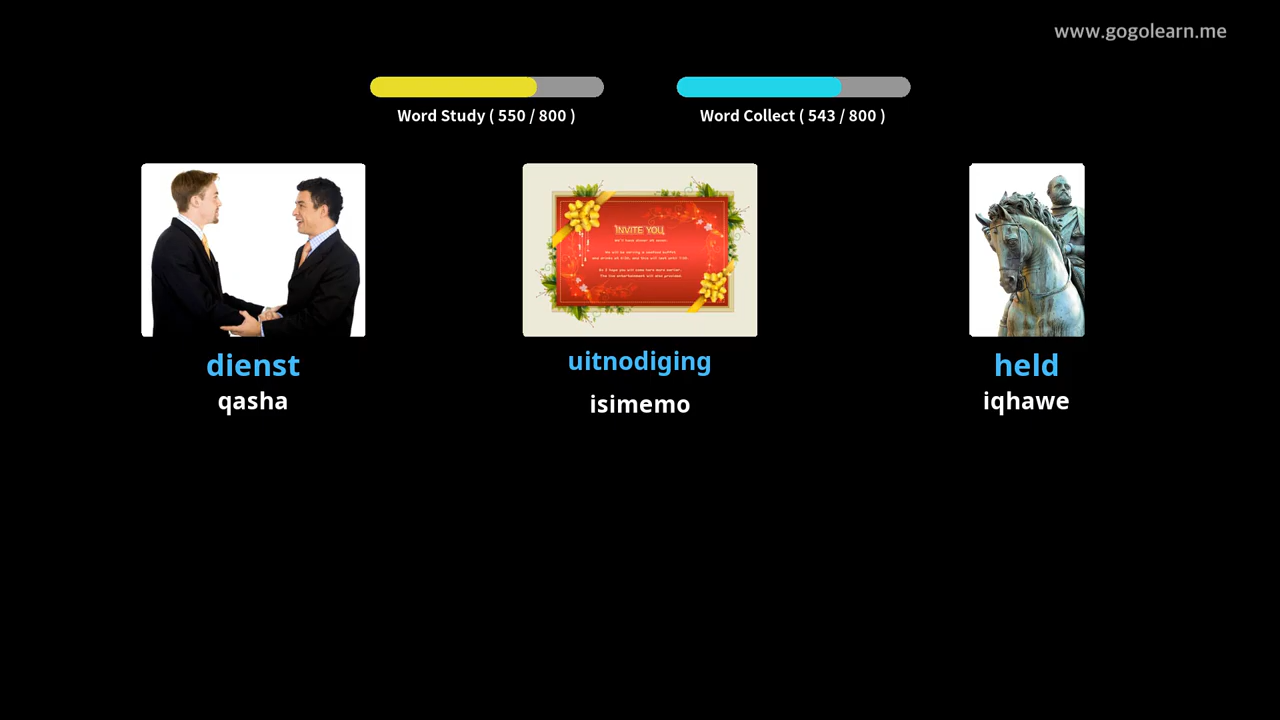 www.gogolearn.me
Word Study ( 550 / 800 )
Word Collect ( 543 / 800 )
INVITE YOU
dienst
uitnodiging
held
qasha
isimemo
iqhawe